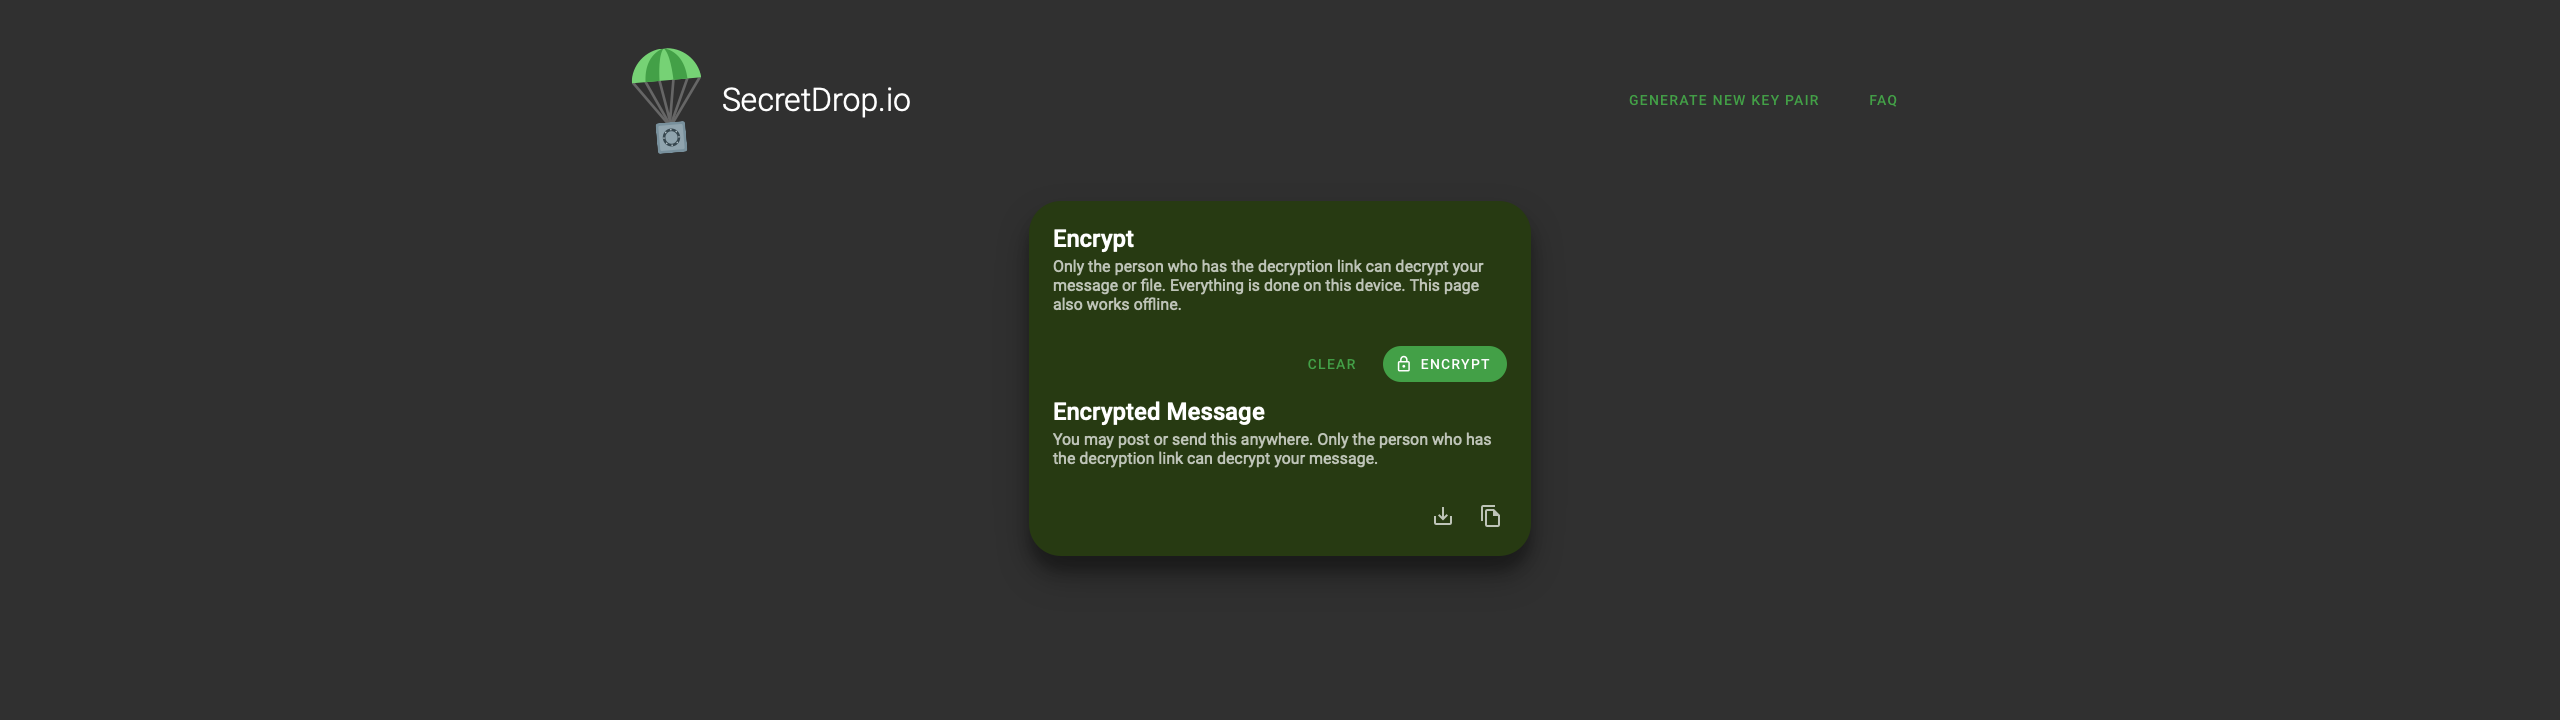 SecretDrop.io
GENERATE NEW KEY PAIR
FAQ
Encrypt
Only the person who has the decryption link can decrypt your
message or file. Everything is done on this device. This page
also works offline.
CLEAR
ENCRYPT
Encrypted Message
You may post or send this anywhere. Only the person who has
the decryption link can decrypt your message.